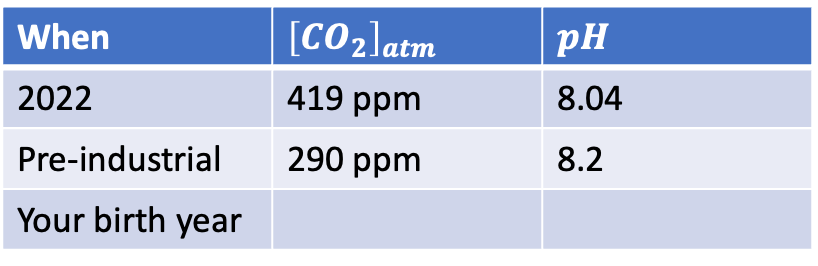 When [CO₂]atm pH
2022 419 ppm 8.04
Pre-industrial 290 ppm 8.2
Your birth year